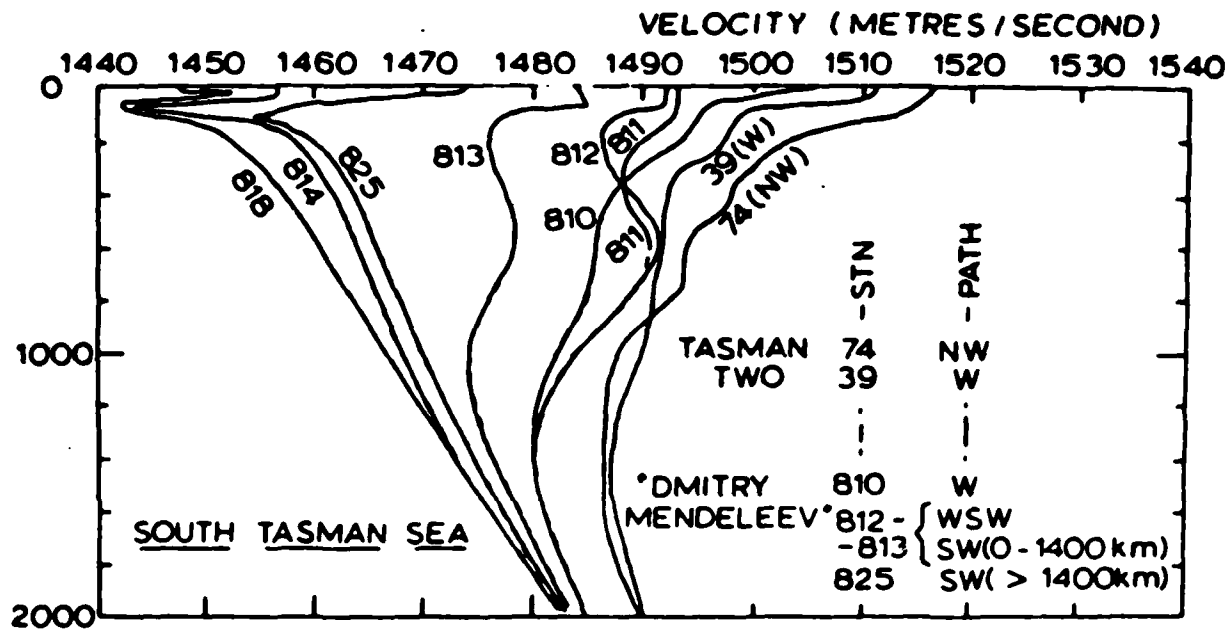 VELOCITY (METRES/SECOND)
1440 1450 1460 1470 1480 1490 1500 1510 1520 1530 1540
0
813 812 811 39(W)
825 74(NW)
814
818 810
811
-STN -PATH
1000 TASMAN 74 NW
TWO 39 W
"DMITRY 810 W
MENDELEEV" 812- { WSW
SOUTH TASMAN SEA -813 SW(0-1400km)
825 SW( > 1400km)
2000